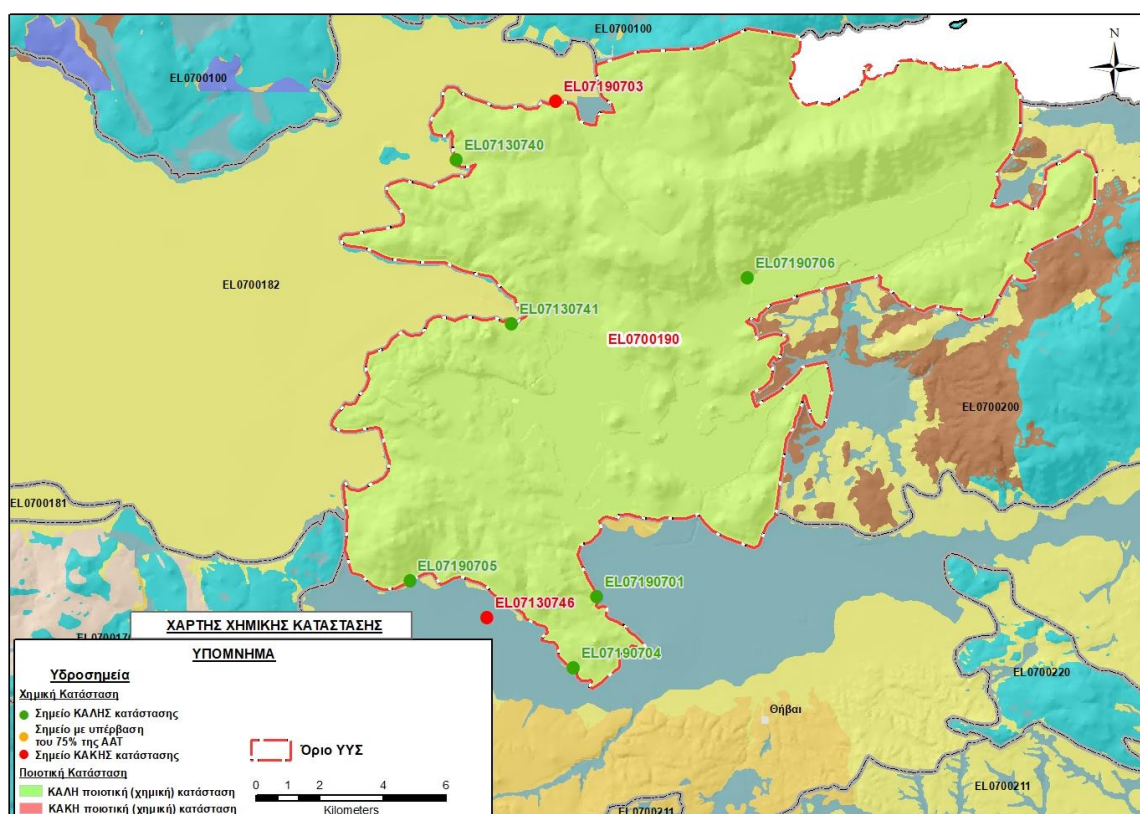 EL0700100
N
EL0700100
EL07190703
EL07130740
EL0700182
EL07190706
EL07130741
EL0700190
EL0700200
EL0700181
EL07190705
EL07190701
EL07130746
ΧΑΡΤΗΣ ΧΗΜΙΚΗΣ ΚΑΤΑΣΤΑΣΗΣ
EL07190704
EL0700220
Θήβαι
ΥΠΟΜΝΗΜΑ
Υδροσημεία
Χημική Κατάσταση
Σημείο ΚΑΛΗΣ κατάστασης
Σημείο με υπέρβαση
του 75% της ΑΑΤ
Σημείο ΚΑΚΗΣ κατάστασης
Ποιοτική Κατάσταση
ΚΑΛΗ ποιοτική (χημική) κατάσταση
ΚΑΚΗ ποιοτική (χημική) κατάσταση
Όριο ΥΥΣ
0 1 2 4 6
Kilometers
EL0700211
EL0700211